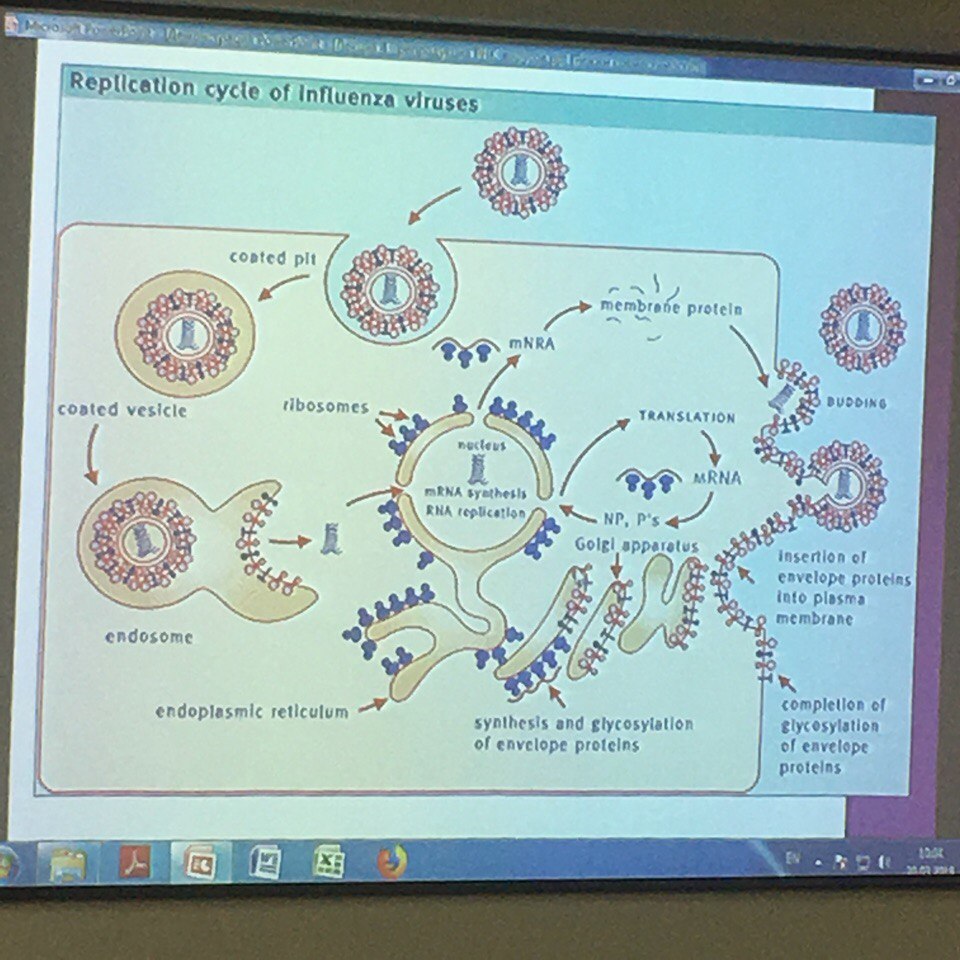 Replication cycle of influenza viruses
coated pit
mNRA
membrane protein
coated vesicle
ribosomes
BUDDING
TRANSLATION
nucleus
mRNA
mRNA synthesis
RNA replication
NP, P's
Golgi apparatus
insertion of
envelope proteins
into plasma
membrane
endosome
endoplasmic reticulum
synthesis and glycosylation
of envelope proteins
completion of
glycosylation
of envelope
proteins
EN